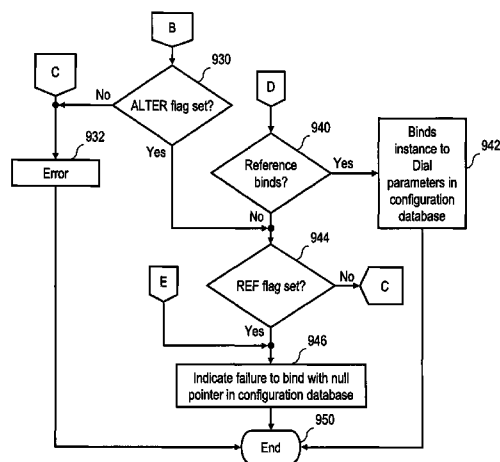 B
930
C
No
ALTER flag set?
D
932
Yes
940
Error
Reference
binds?
Yes
Binds
instance to
Dial
parameters in
configuration
database
942
No
944
E
REF flag set?
No
C
Yes
946
Indicate failure to bind with null
pointer in configuration database
950
End